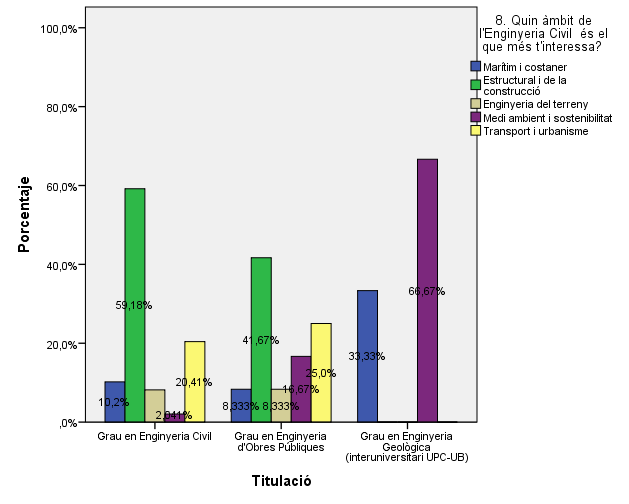 8. Quin àmbit de
l'Enginyeria Civil és el
que més t'interessa?
Marítim i costaner
Estructural i de la
construcció
Enginyeria del terreny
Medi ambient i sostenibilitat
Transport i urbanisme
Porcentaje
100,0%
80,0%
60,0%
40,0%
20,0%
,0%
10,2%
59,18%
2,041%
20,41%
8,333%
41,67%
8,333%
16,67%
25,0%
33,33%
66,67%
Grau en Enginyeria Civil
Grau en Enginyeria
d'Obres Públiques
Grau en Enginyeria
Geològica
(interuniversitari UPC-UB)
Titulació